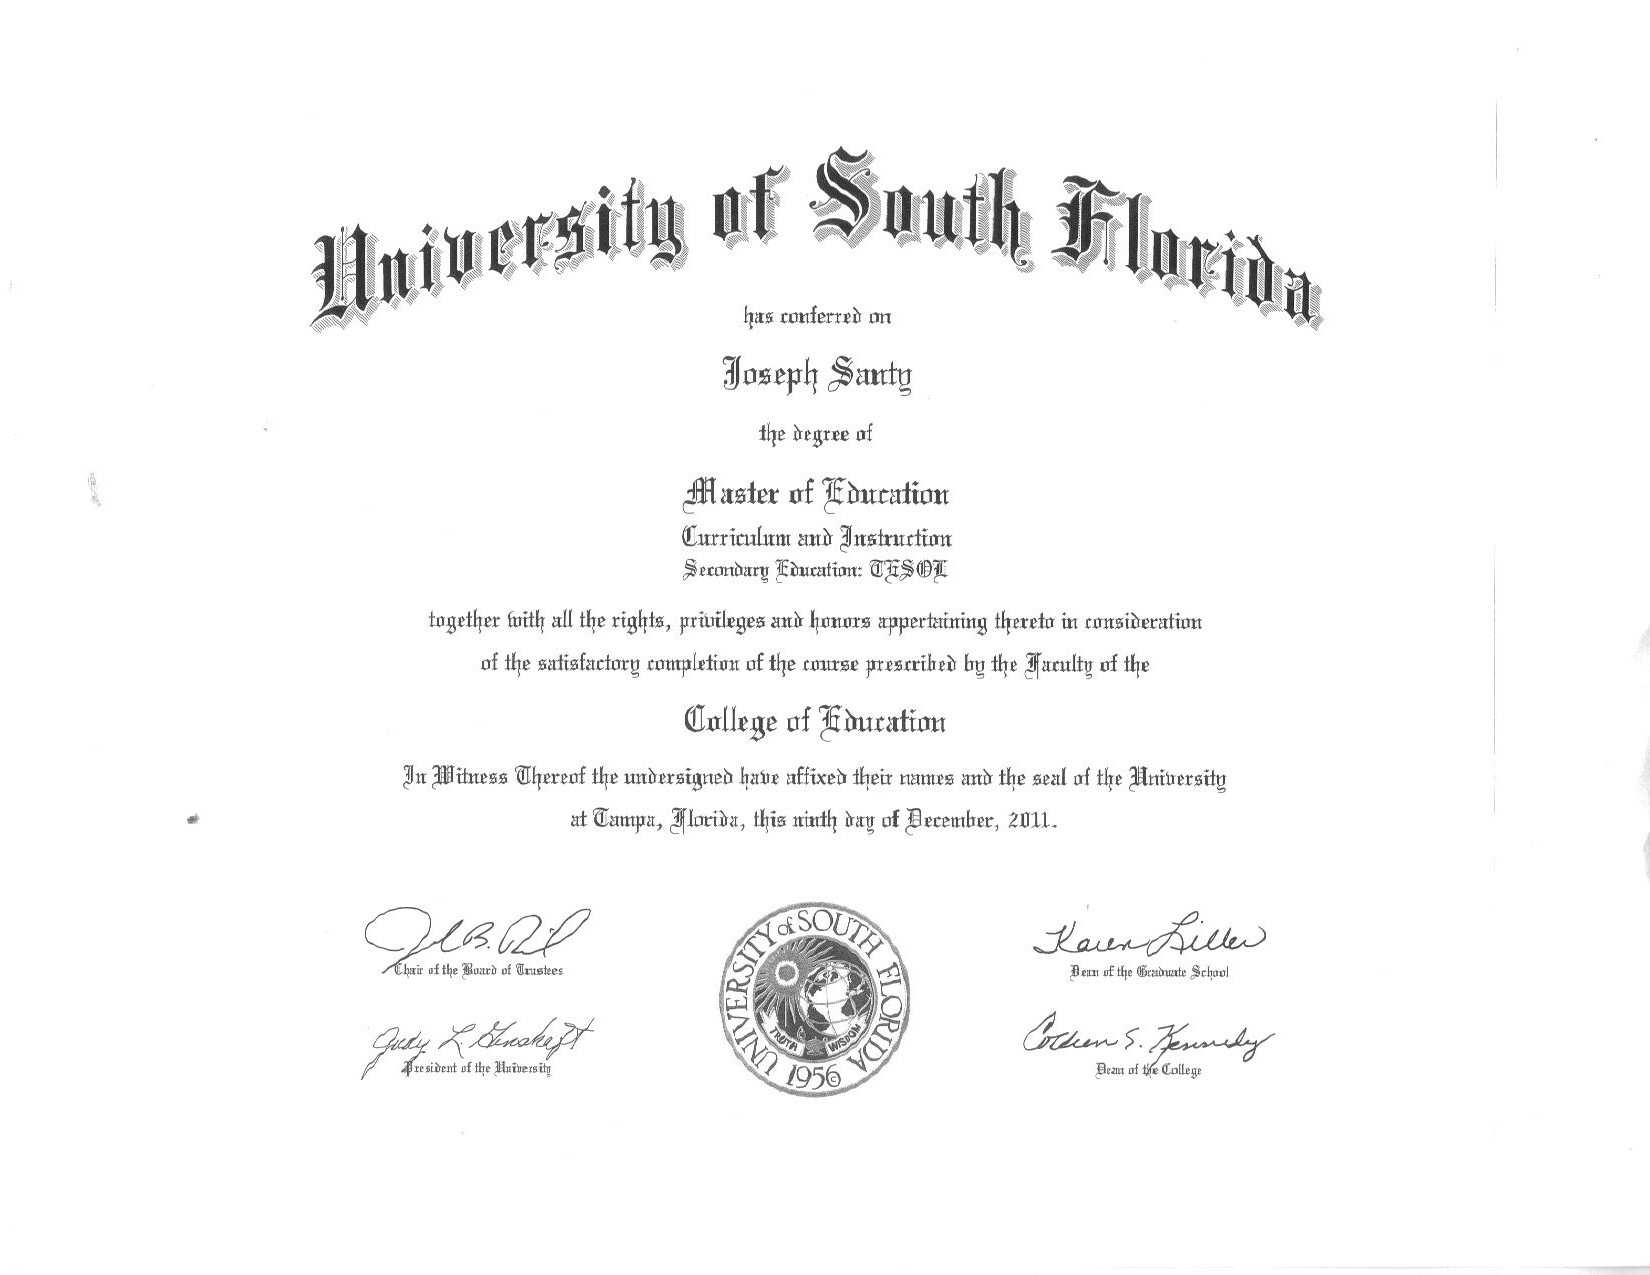 University of South Florida
has conferred on
Joseph Santy
the degree of
Master of Education
Curriculum and Instruction
Secondary Education: TESOL
together with all the rights, privileges and honors appertaining thereto in consideration
of the satisfactory completion of the course prescribed by the Faculty of the
College of Education
In Witness Thereof the undersigned have affixed their names and the seal of the University
at Tampa, Florida, this ninth day of December, 2011.
Chair of the Board of Trustees
Judy L Genshaft
President of the University
UNIVERSITY of SOUTH FLORIDA
TRUTH WISDOM
1956 ©
Karen Liller
Dean of the Graduate School
Colleen S. Kennedy
Dean of the College